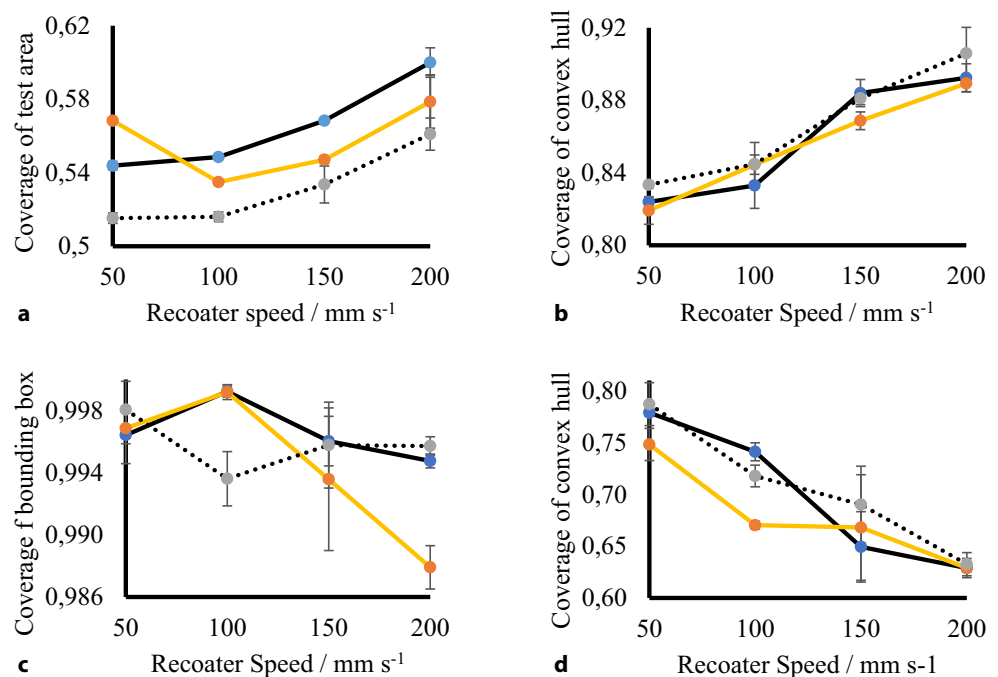 Coverage of test area
0,62
0,58
0,54
0,5
50 100 150 200
Recoater speed / mm s-1
a
Coverage of convex hull
0,92
0,88
0,84
0,80
50 100 150 200
Recoater Speed / mm s-1
b
Coverage f bounding box
0,998
0,994
0,990
0,986
50 100 150 200
Recoater Speed / mm s-1
c
Coverage of convex hull
0,80
0,75
0,70
0,65
0,60
50 100 150 200
Recoater Speed / mm s-1
d